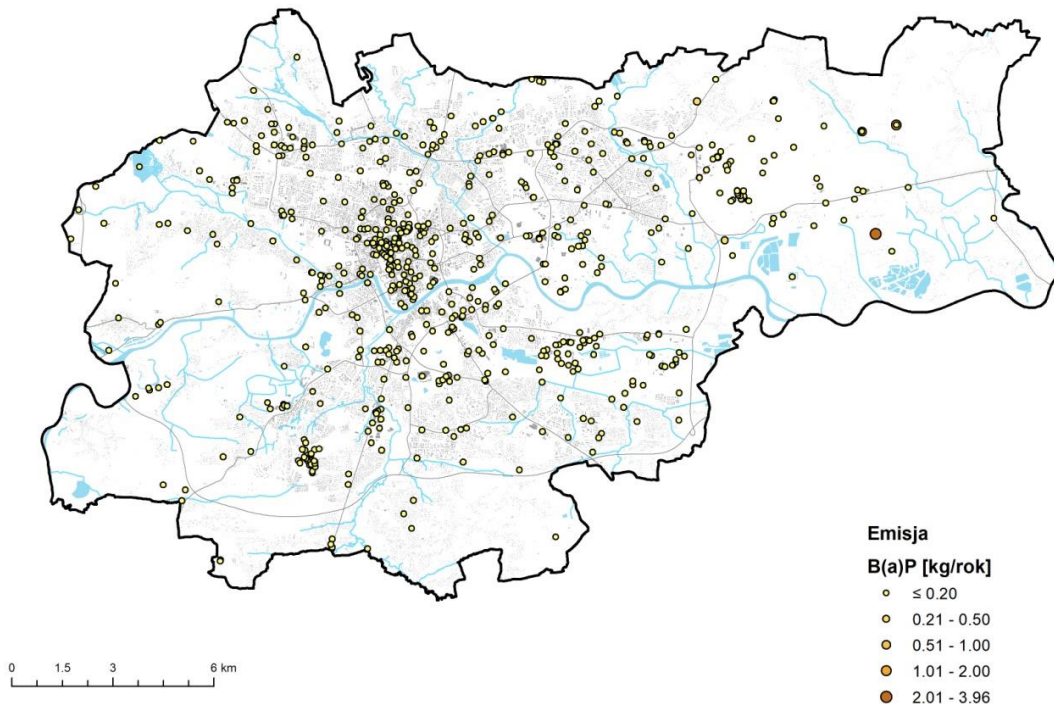 Emisja
B(a)P [kg/rok]
≤ 0.20
0.21 - 0.50
0.51 - 1.00
1.01 - 2.00
2.01 - 3.96
0 1.5 3 6 km